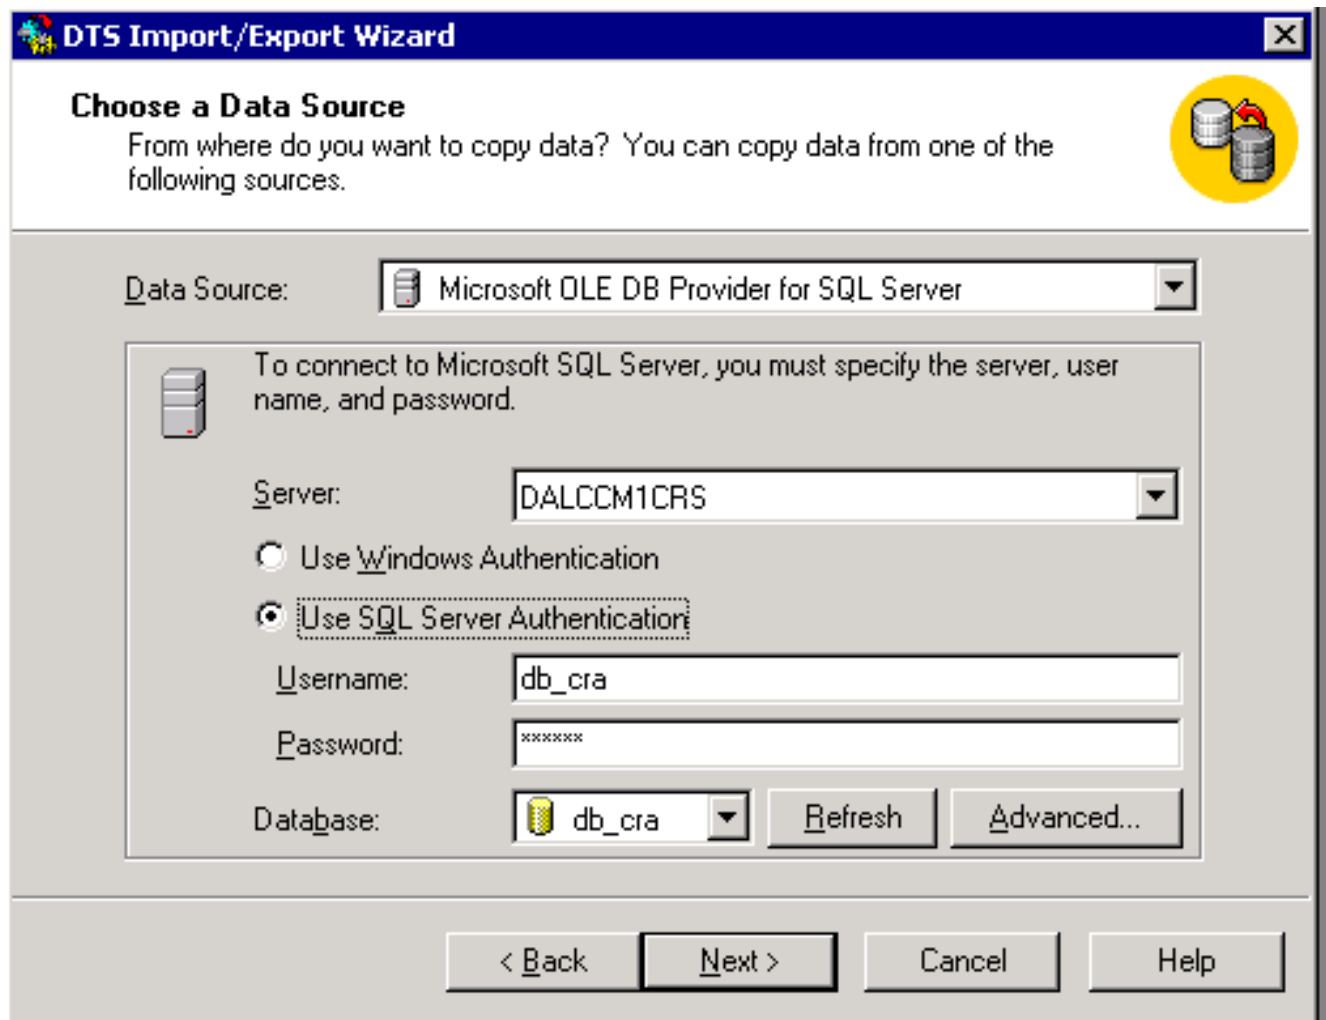 DTS Import/Export Wizard
Choose a Data Source
From where do you want to copy data? You can copy data from one of the
following sources.
Data Source: Microsoft OLE DB Provider for SQL Server
To connect to Microsoft SQL Server, you must specify the server, user
name, and password.
Server: DALCCM1CRS
Use Windows Authentication
Use SQL Server Authentication
Username: db_cra
Password: ******
Database: db_cra Refresh Advanced...
< Back Next > Cancel Help